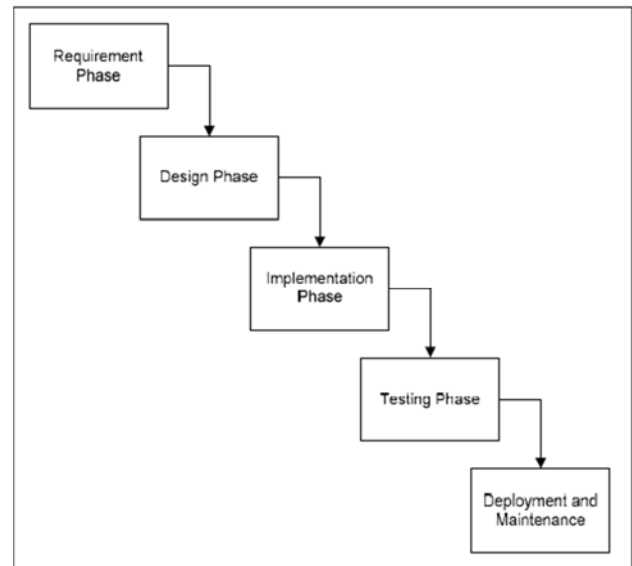 Requirement
Phase
Design Phase
Implementation
Phase
Testing Phase
Deployment and
Maintenance